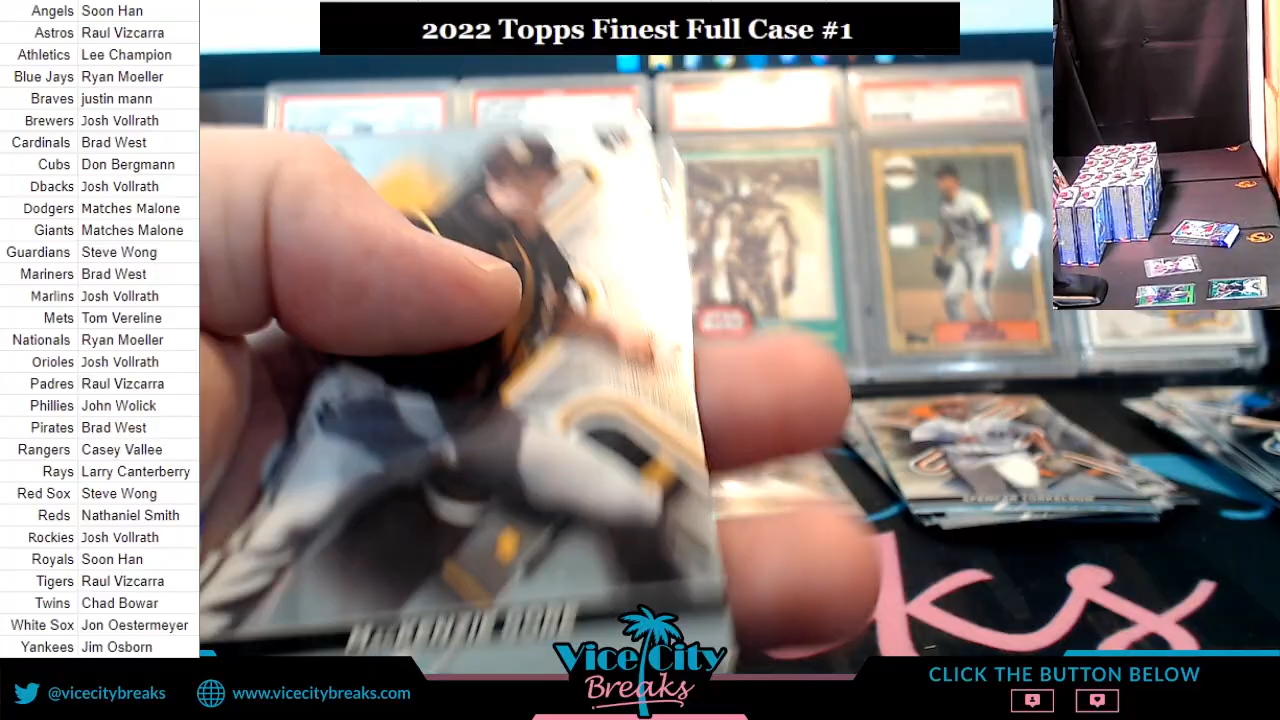 2022 Topps Finest Full Case #1
Angels Soon Han
Astros Raul Vizcarra
Athletics Lee Champion
Blue Jays Ryan Moeller
Braves justin mann
Brewers Josh Vollrath
Cardinals Brad West
Cubs Don Bergmann
Dbacks Josh Vollrath
Dodgers Matches Malone
Giants Matches Malone
Guardians Steve Wong
Mariners Brad West
Marlins Josh Vollrath
Mets Tom Vereline
Nationals Ryan Moeller
Orioles Josh Vollrath
Padres Raul Vizcarra
Phillies John Wolick
Pirates Brad West
Rangers Casey Vallee
Rays Larry Canterberry
Red Sox Steve Wong
Reds Nathaniel Smith
Rockies Josh Vollrath
Royals Soon Han
Tigers Raul Vizcarra
Twins Chad Bowar
White Sox Jon Oestermeyer
Yankees Jim Osborn
SPENCER TORKELSON
ks
Vice City
Breaks
@vicecitybreaks
www.vicecitybreaks.com
CLICK THE BUTTON BELOW